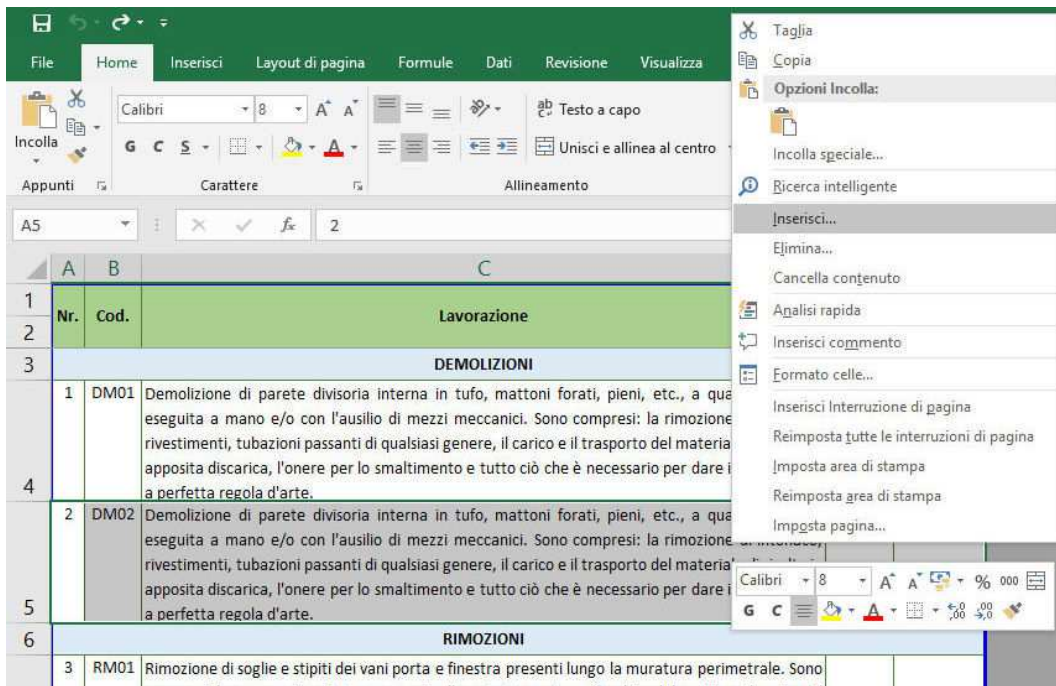 File Home Inserisci Layout di pagina Formule Dati Revisione Visualizza
Incolla
Calibri 8 A A
ab Testo a capo
G C S A
Unisci e allinea al centro
Appunti Carattere Allineamento
A5 fx 2
A B C
1
2
Nr. Cod. Lavorazione
3 DEMOLIZIONI
1 DM01 Demolizione di parete divisoria interna in tufo, mattoni forati, pieni, etc., a
eseguita a mano e/o con l'ausilio di mezzi meccanici. Sono compresi: la rimozione
rivestimenti, tubazioni passanti di qualsiasi genere, il carico e il trasporto del
apposita discarica, l'onere per lo smaltimento e tutto ciò che è necessario per dare
4 a perfetta regola d'arte.
2 DM02 Demolizione di parete divisoria interna in tufo, mattoni forati, pieni, etc., a
eseguita a mano e/o con l'ausilio di mezzi meccanici. Sono compresi: la rimozione
rivestimenti, tubazioni passanti di qualsiasi genere, il carico e il trasporto del
apposita discarica, l'onere per lo smaltimento e tutto ciò che è necessario per dare
5 a perfetta regola d'arte.
6 RIMOZIONI
3 RM01 Rimozione di soglie e stipiti dei vani porta e finestra presenti lungo la muratura perimetrale. Sono
Taglia
Copia
Opzioni Incolla:
Incolla speciale...
Ricerca intelligente
Inserisci...
Elimina...
Cancella contenuto
Analisi rapida
Inserisci commento
Formato celle...
Inserisci Interruzione di pagina
Reimposta tutte le interruzioni di pagina
Imposta area di stampa
Reimposta area di stampa
Imposta pagina...
Calibri 8 A A % 000
G C A ,00 ,00